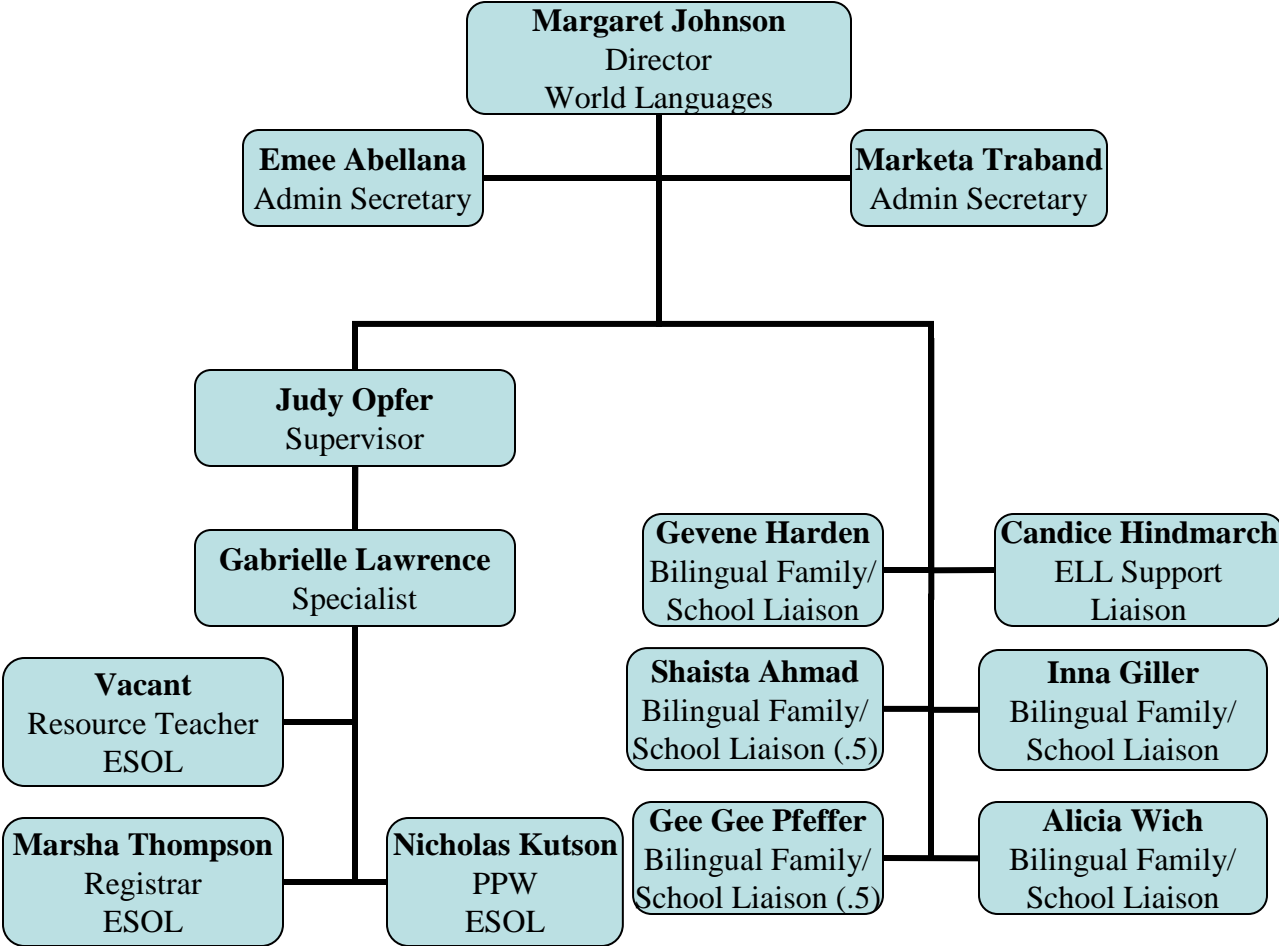 Margaret Johnson
Director
World Languages
Emee Abellana
Admin Secretary
Marketa Traband
Admin Secretary
Judy Opfer
Supervisor
Gabrielle Lawrence
Specialist
Vacant
Resource Teacher
ESOL
Marsha Thompson
Registrar
ESOL
Nicholas Kutson
PPW
ESOL
Gevene Harden
Bilingual Family/
School Liaison
Candice Hindmarch
ELL Support
Liaison
Shaista Ahmad
Bilingual Family/
School Liaison (.5)
Inna Giller
Bilingual Family/
School Liaison
Gee Gee Pfeffer
Bilingual Family/
School Liaison (.5)
Alicia Wich
Bilingual Family/
School Liaison